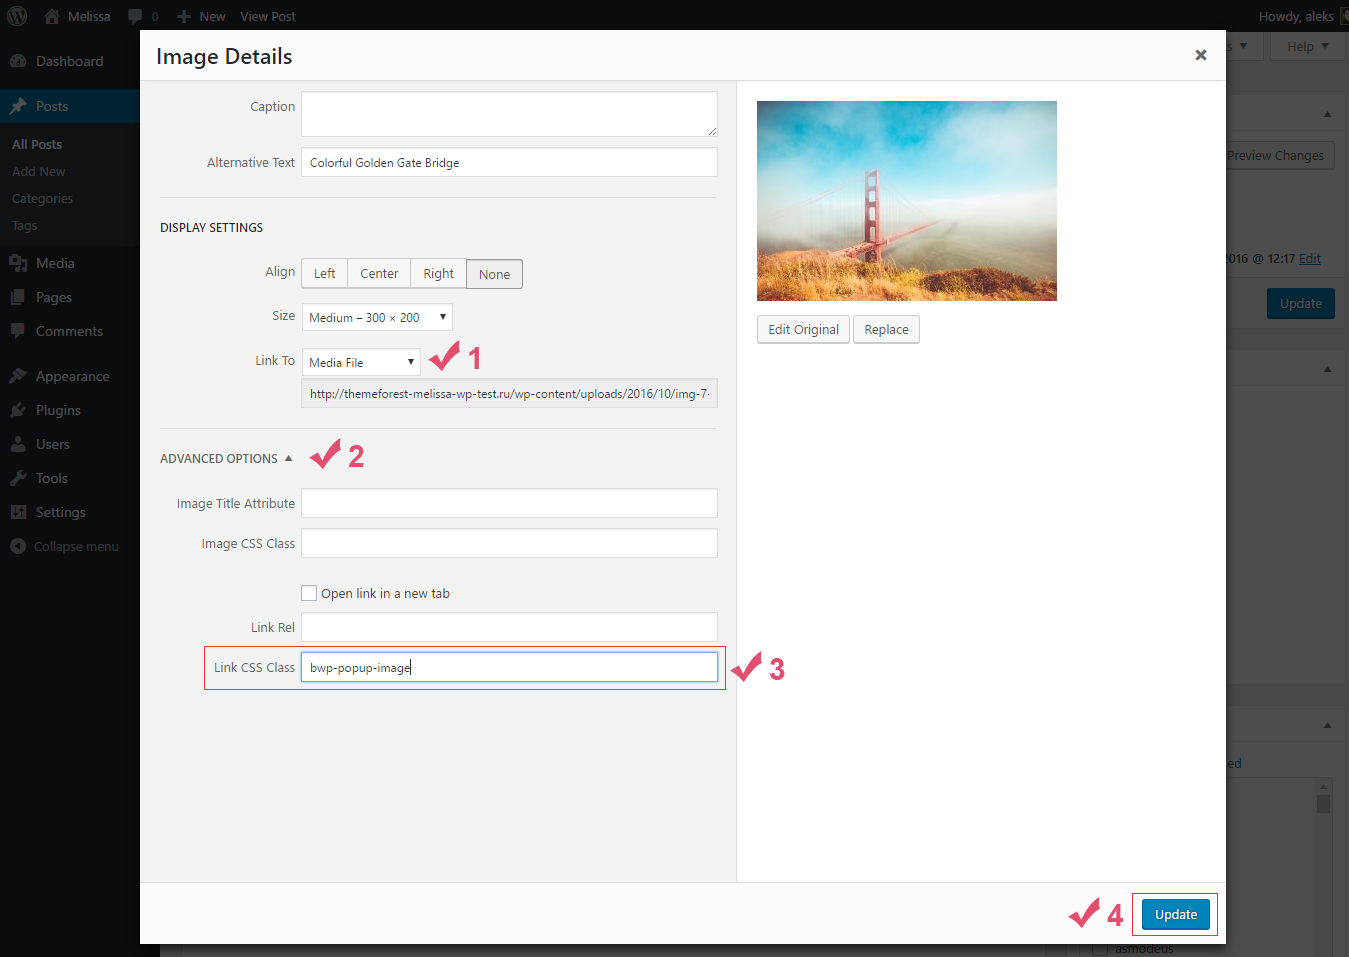 Melissa 0 New View Post
Howdy, aleks
Dashboard
Posts
All Posts
Add New
Categories
Tags
Media
Pages
Comments
Appearance
Plugins
Users
Tools
Settings
Collapse menu
Image Details
Caption
Alternative Text Colorful Golden Gate Bridge
DISPLAY SETTINGS
Align Left Center Right None
Size Medium – 300 × 200
Link To Media File 1
http://themeforest-melissa-wp-test.ru/wp-content/uploads/2016/10/img-7-
ADVANCED OPTIONS 2
Image Title Attribute
Image CSS Class
Open link in a new tab
Link Rel
Link CSS Class bwp-popup-image 3
Edit Original Replace
4 Update
Help
Preview Changes
2016 @ 12:17 Edit
Update
asmodeus